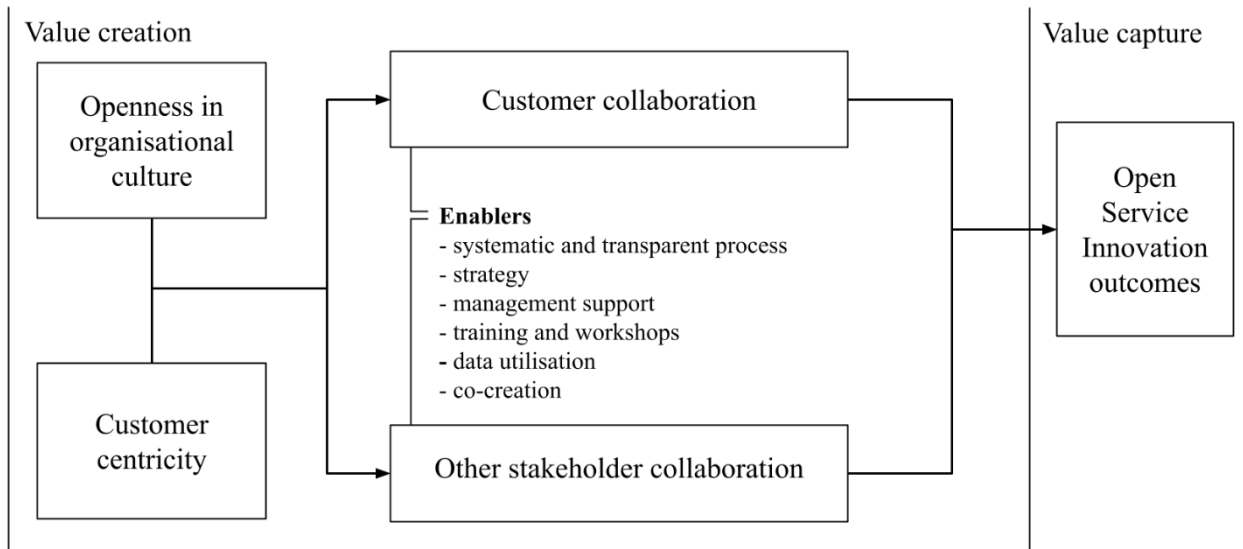 Value creation
Openness in
organisational
culture
Customer
centricity
Customer collaboration
Enablers
- systematic and transparent process
- strategy
- management support
- training and workshops
- data utilisation
- co-creation
Other stakeholder collaboration
Value capture
Open
Service
Innovation
outcomes